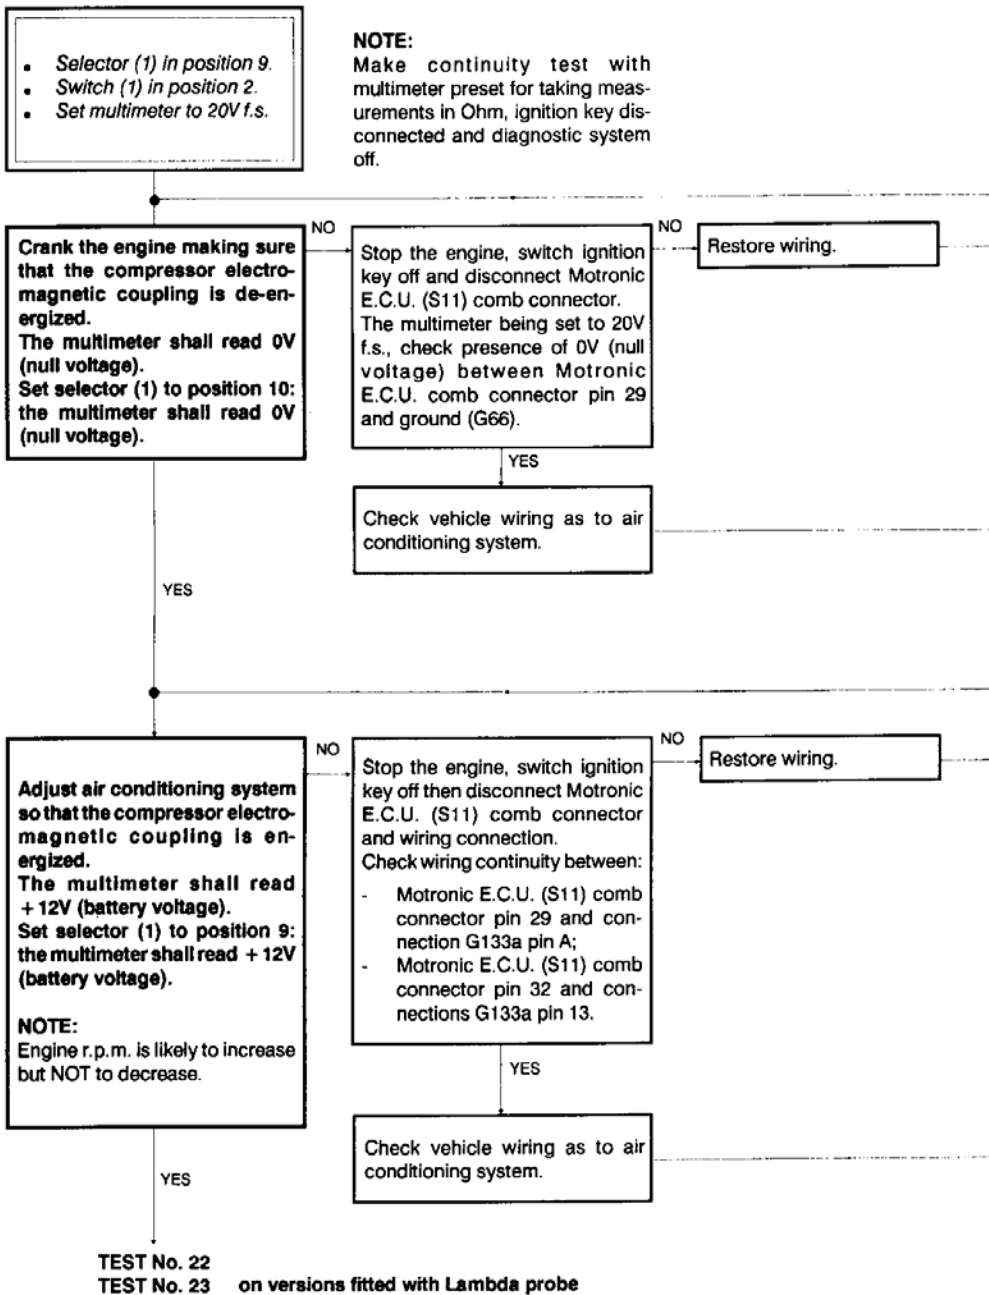 • Selector (1) in position 9.
• Switch (1) in position 2.
• Set multimeter to 20V f.s.
NOTE:
Make continuity test with
multimeter preset for taking meas-
urements in Ohm, ignition key dis-
connected and diagnostic system
off.
Crank the engine making sure
that the compressor electro-
magnetic coupling is de-en-
ergized.
The multimeter shall read 0V
(null voltage).
Set selector (1) to position 10:
the multimeter shall read 0V
(null voltage).
NO
Stop the engine, switch ignition
key off and disconnect Motronic
E.C.U. (S11) comb connector.
The multimeter being set to 20V
f.s., check presence of 0V (null
voltage) between Motronic
E.C.U. comb connector pin 29
and ground (G66).
NO
Restore wiring.
YES
Check vehicle wiring as to air
conditioning system.
YES
Adjust air conditioning system
so that the compressor electro-
magnetic coupling is en-
ergized.
The multimeter shall read
+12V (battery voltage).
Set selector (1) to position 9:
the multimeter shall read +12V
(battery voltage).
NOTE:
Engine r.p.m. is likely to increase
but NOT to decrease.
NO
Stop the engine, switch ignition
key off then disconnect Motronic
E.C.U. (S11) comb connector
and wiring connection.
Check wiring continuity between:
- Motronic E.C.U. (S11) comb
connector pin 29 and con-
nection G133a pin A;
- Motronic E.C.U. (S11) comb
connector pin 32 and con-
nections G133a pin 13.
NO
Restore wiring.
YES
Check vehicle wiring as to air
conditioning system.
YES
TEST No. 22
TEST No. 23 on versions fitted with Lambda probe